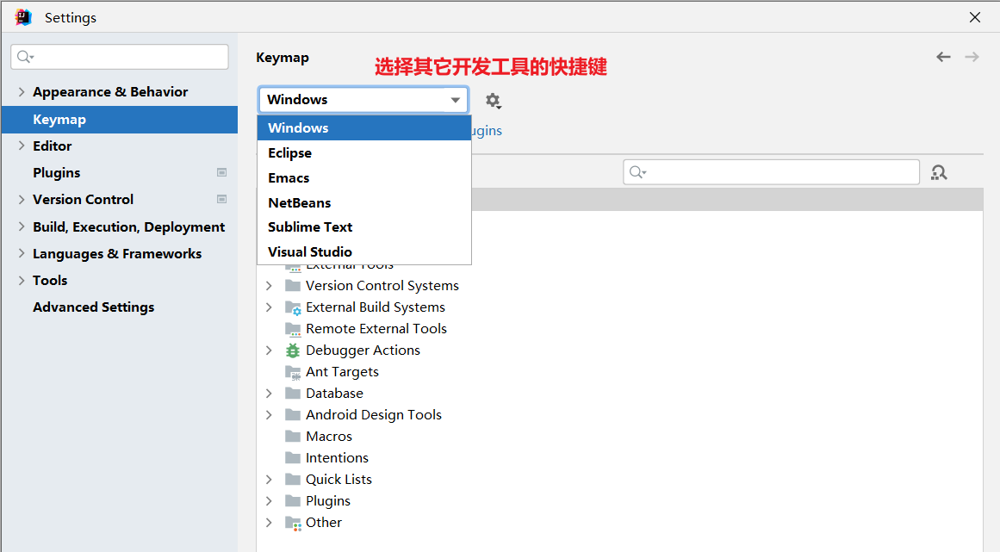 Settings
Keymap
选择其它开发工具的快捷键
Appearance & Behavior
Keymap
Editor
Plugins
Version Control
Build, Execution, Deployment
Languages & Frameworks
Tools
Advanced Settings
Windows
Windows
Eclipse
Emacs
NetBeans
Sublime Text
Visual Studio
External Tools
Version Control Systems
External Build Systems
Remote External Tools
Debugger Actions
Ant Targets
Database
Android Design Tools
Macros
Intentions
Quick Lists
Plugins
Other